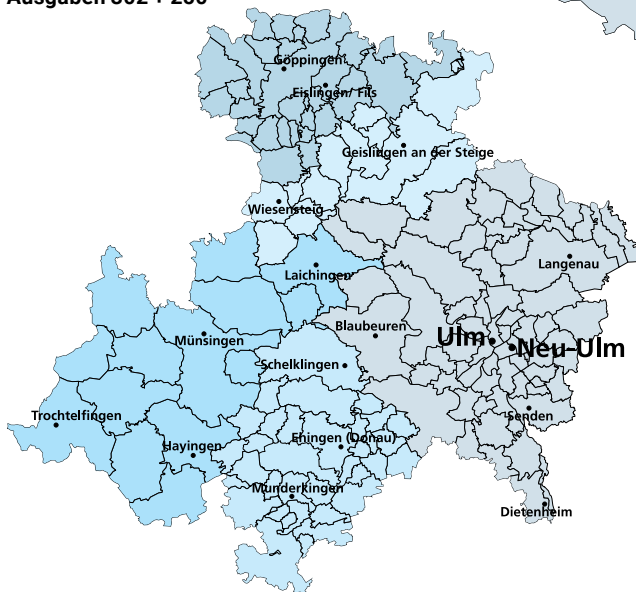 Göppingen
Eislingen/ Fils
Geislingen an der Steige
Wiesensteig
Langenau
Laichingen
Blaubeuren
Ulm
Neu-Ulm
Münsingen
Schelklingen
Trochtelfingen
Senden
Hayingen
Ehingen (Donau)
Munderkingen
Dietenheim